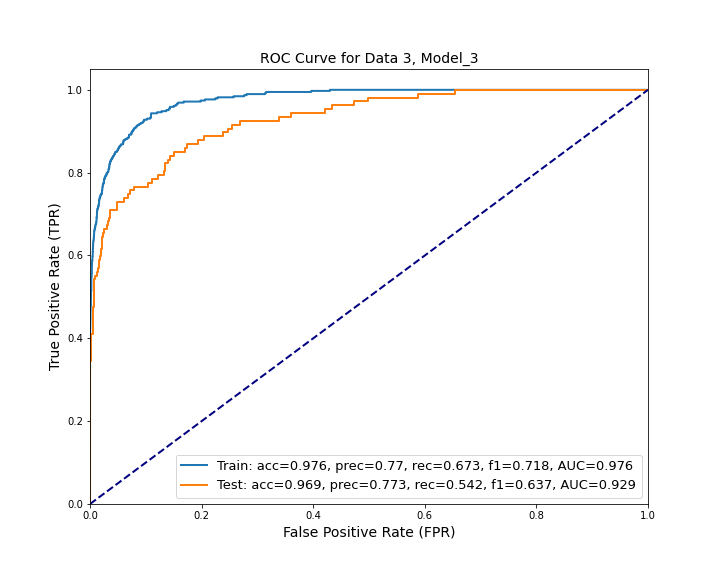 ROC Curve for Data 3, Model_3
True Positive Rate (TPR)
1.0
0.8
0.6
0.4
0.2
0.0
Train: acc=0.976, prec=0.77, rec=0.673, f1=0.718, AUC=0.976
Test: acc=0.969, prec=0.773, rec=0.542, f1=0.637, AUC=0.929
0.0 0.2 0.4 0.6 0.8 1.0
False Positive Rate (FPR)